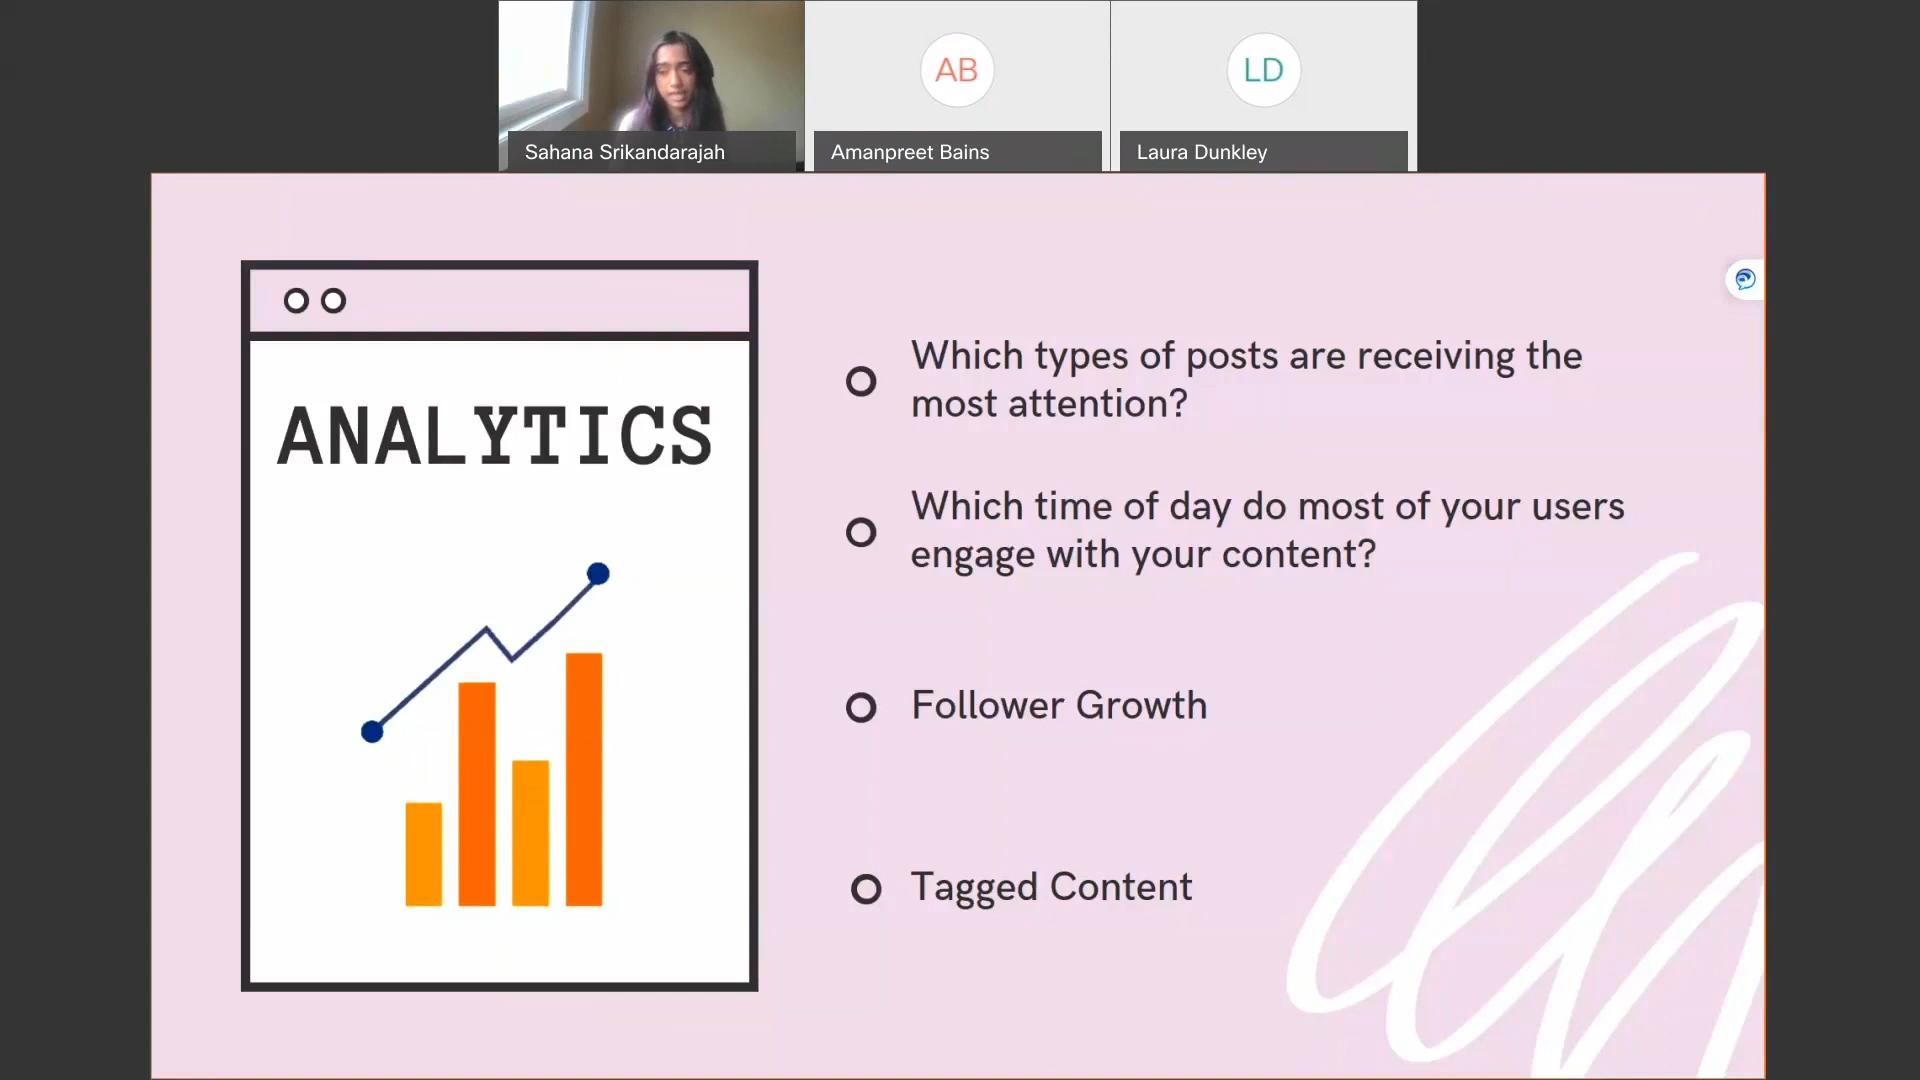 AB
LD
Sahana Srikandarajah
Amanpreet Bains
Laura Dunkley
ANALYTICS
Which types of posts are receiving the
most attention?
Which time of day do most of your users
engage with your content?
Follower Growth
Tagged Content